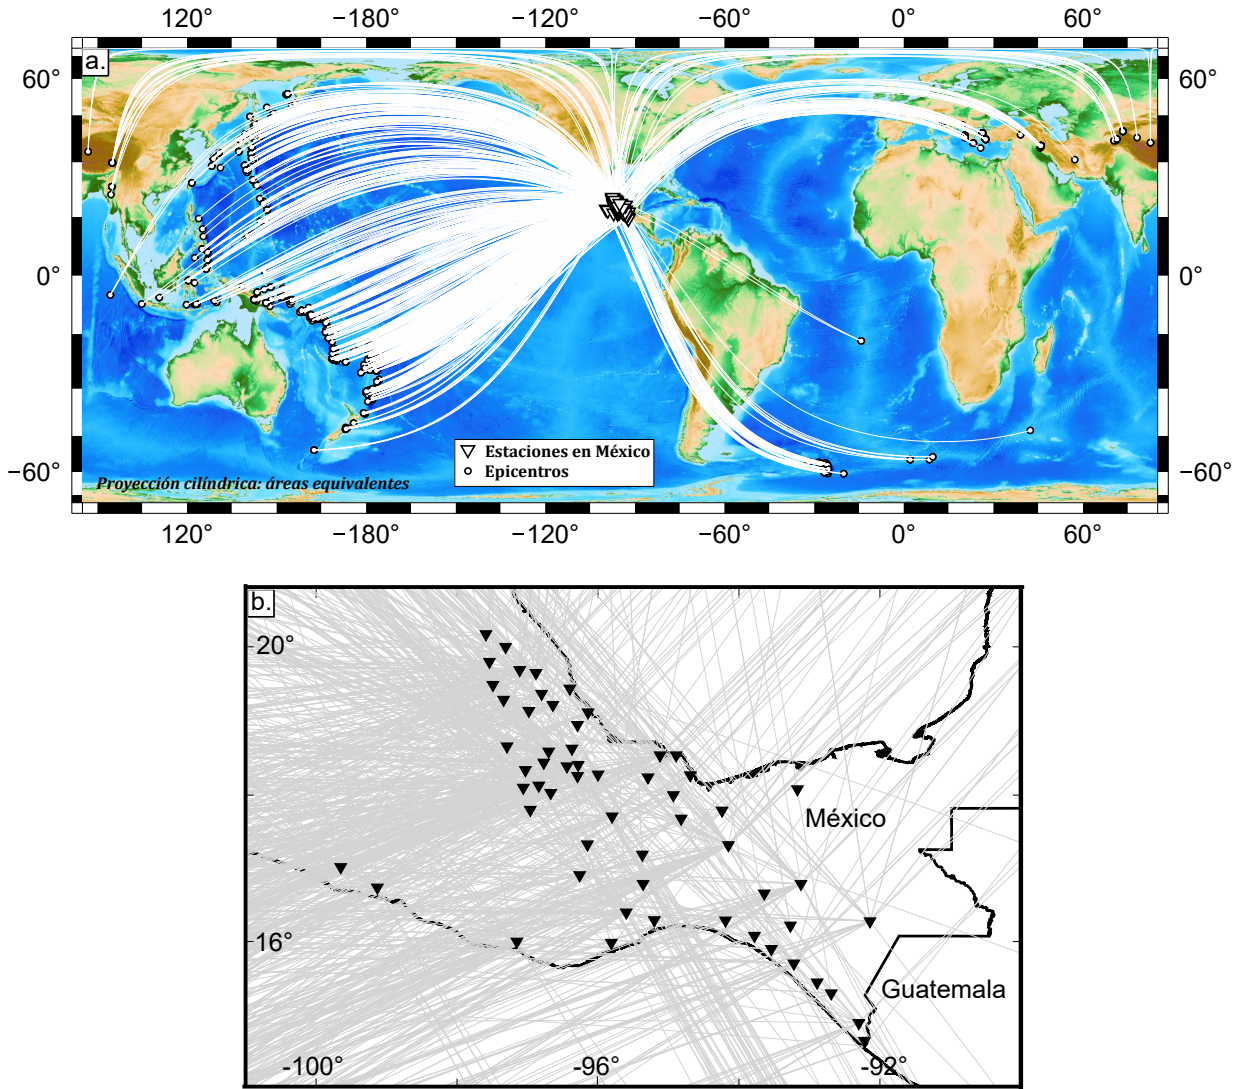 120° −180° −120° −60° 0° 60°
a.
60° 60°
0° 0°
Estaciones en México
Epicentros
−60° −60°
Proyección cilíndrica: áreas equivalentes
120° −180° −120° −60° 0° 60°
b.
20°
México
16°
Guatemala
-100° -96° -92°